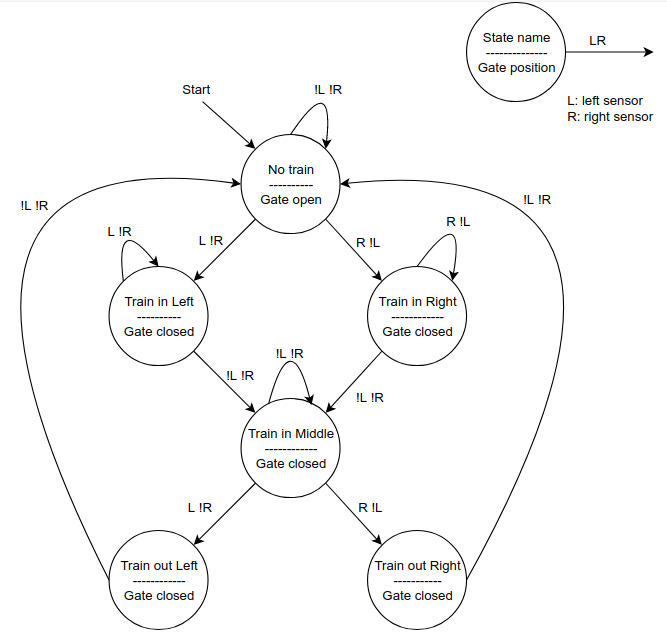 State name
--------------
Gate position
LR
L: left sensor
R: right sensor
Start
!L !R
No train
----------
Gate open
!L !R
!L !R
L !R
R !L
L !R
R !L
Train in Left
----------
Gate closed
Train in Right
------------
Gate closed
!L !R
!L !R
!L !R
Train in Middle
------------
Gate closed
L !R
R !L
Train out Left
------------
Gate closed
Train out Right
-----------
Gate closed